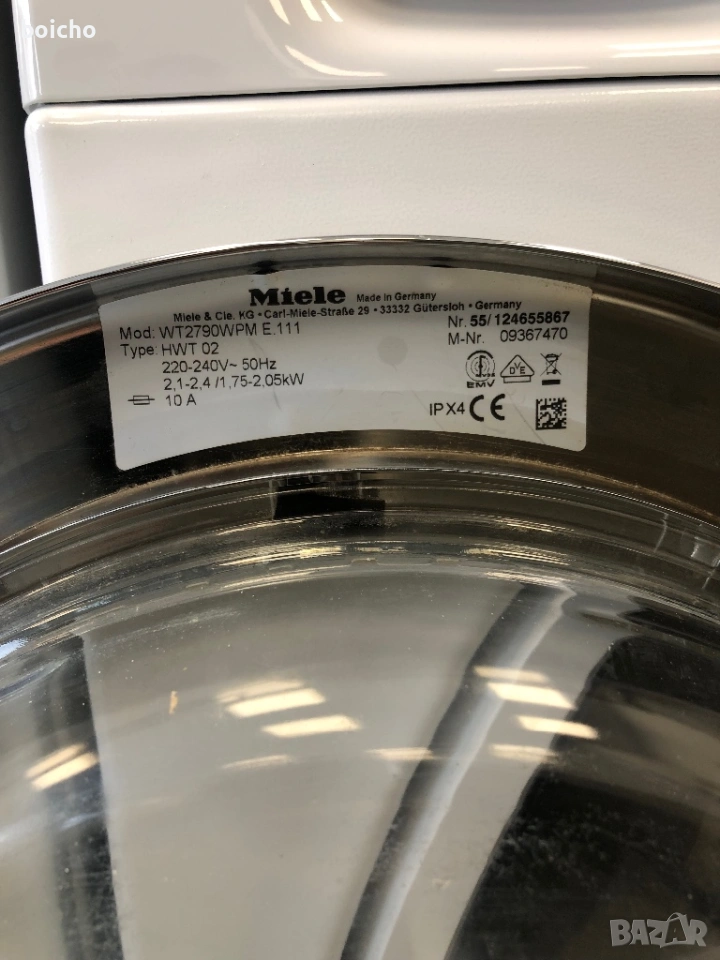 boicho
Miele Made in Germany
Miele & Cie. KG • Carl-Miele-Straße 29 • 33332 Gütersloh • Germany
Mod: WT2790WPM E.111
Nr. 55/ 124655867
Type: HWT 02
M-Nr. 09367470
220-240V~ 50Hz
2,1-2,4 /1,75-2,05kW
10 A
EMV
DVE
IPX4 CE
BAZAR